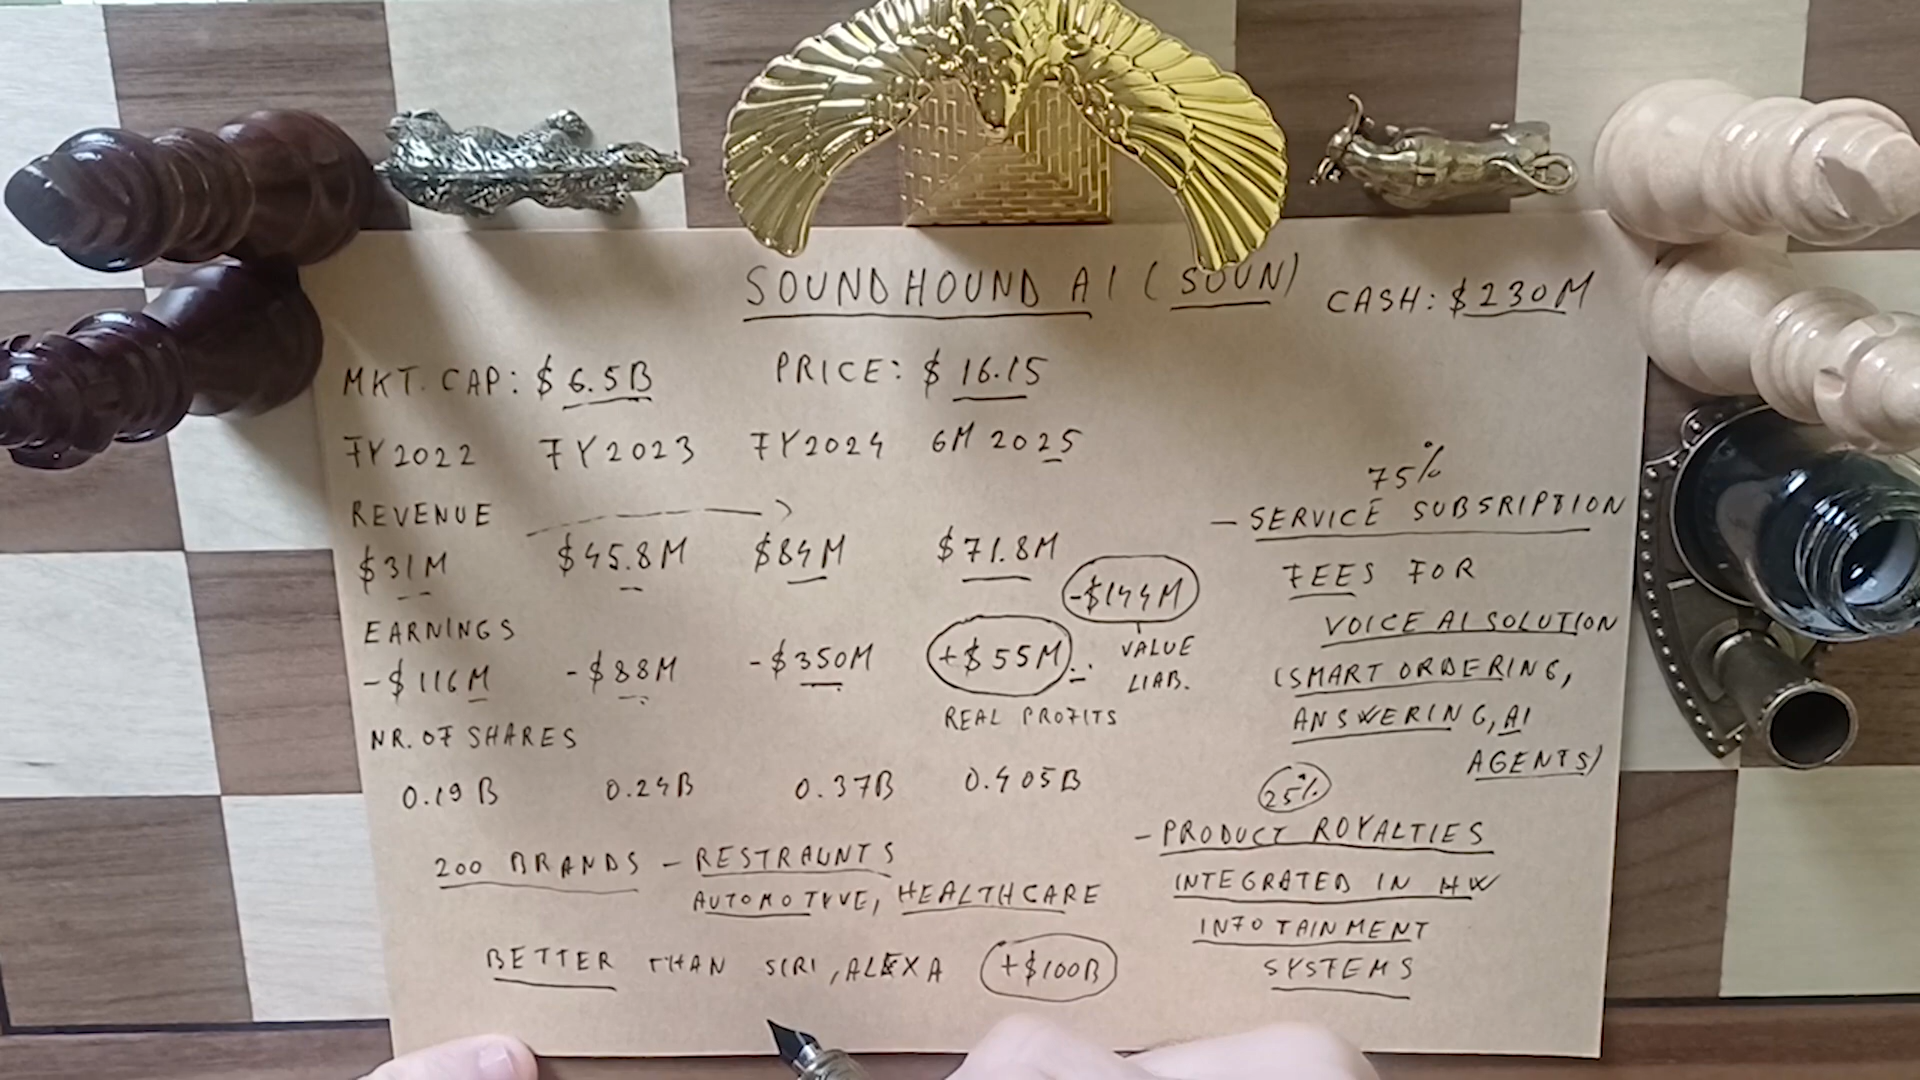 SOUNDHOUND AI (SOUN)
CASH: $230M
MKT. CAP: $6.5B
PRICE: $16.15
FY2022 FY2023 FY2024 6M 2025
REVENUE
$31M $45.8M $84M $71.8M
-$144M
VALUE
LIAB.
EARNINGS
-$116M -$88M -$350M +$55M
REAL PROFITS
NR. OF SHARES
0.19B 0.24B 0.37B 0.405B
200 BRANDS - RESTRAUNTS
AUTOMOTIVE, HEALTHCARE
BETTER THAN SIRI, ALEXA +$100B
75%
- SERVICE SUBSRIPTION
FEES FOR
VOICE AI SOLUTION
(SMART ORDERING,
ANSWERING, AI
AGENTS)
25%
- PRODUCT ROYALTIES
INTEGRATED IN HW
INFOTAINMENT
SYSTEMS